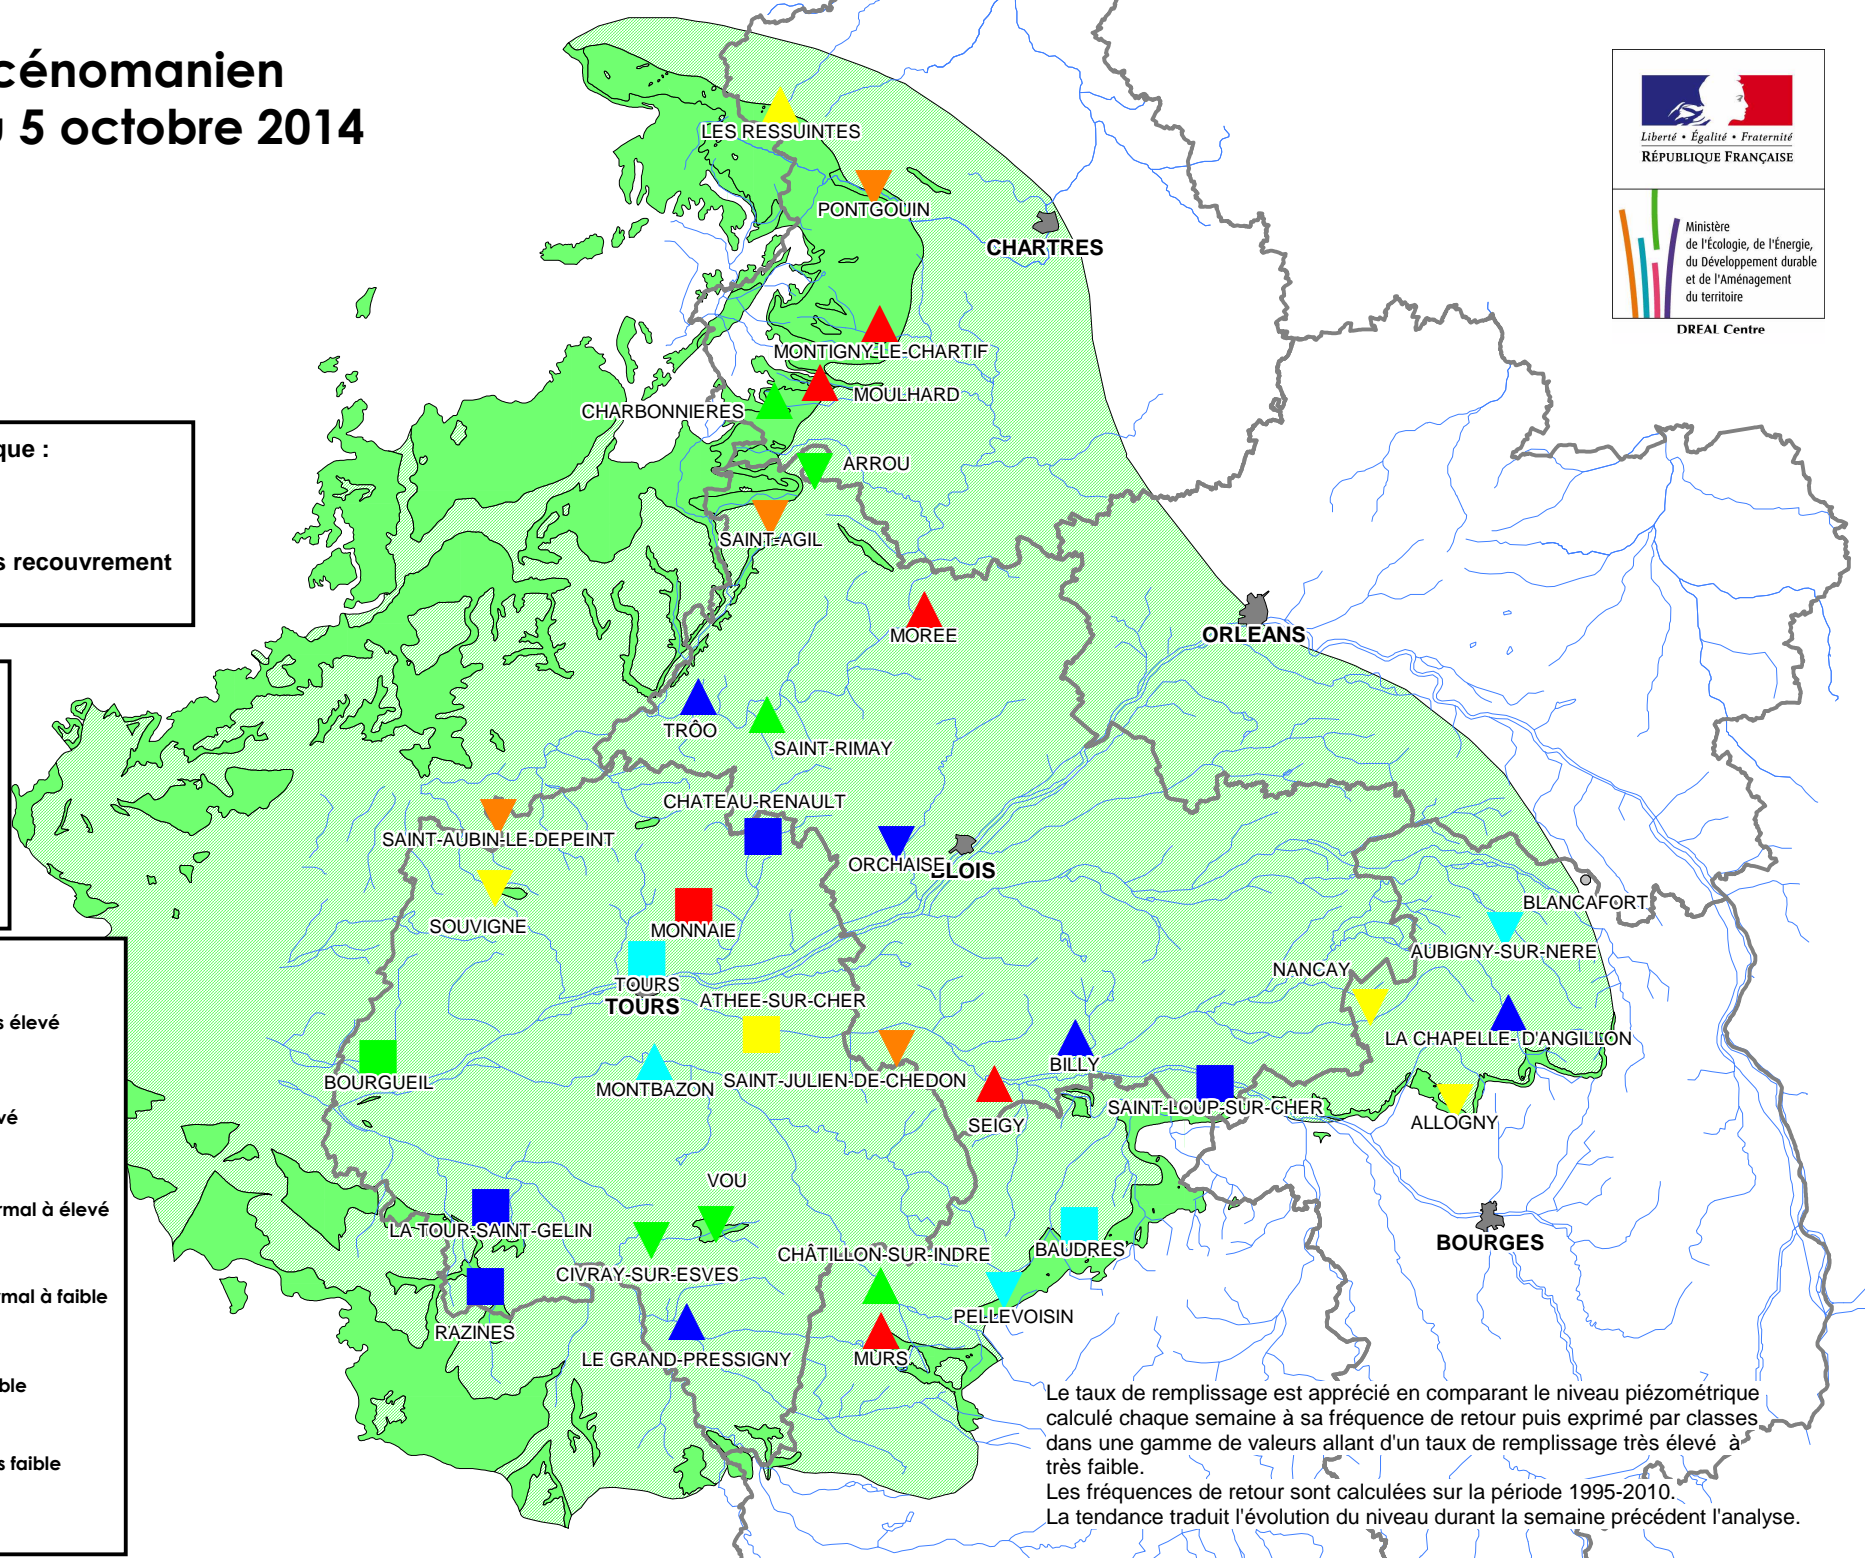 cénomanien
5 octobre 2014
Liberté • Égalité • Fraternité
RÉPUBLIQUE FRANÇAISE
Ministère
de l'Écologie, de l'Énergie,
du Développement durable
et de l'Aménagement
du territoire
DREAL Centre
que :
s recouvrement
s élevé
vé
rmal à élevé
rmal à faible
ble
s faible
LES RESSUINTES
PONTGOUIN
CHARTRES
MONTIGNY-LE-CHARTIF
MOULHARD
CHARBONNIERES
ARROU
SAINT-AGIL
MOREE
ORLEANS
TRÔO
SAINT-RIMAY
CHATEAU-RENAULT
SAINT-AUBIN-LE-DEPEINT
ORCHAISE
BLOIS
SOUVIGNE
MONNAIE
BLANCAFORT
AUBIGNY-SUR-NERE
NANCAY
TOURS
TOURS
ATHEE-SUR-CHER
LA CHAPELLE- D'ANGILLON
BOURGUEIL
MONTBAZON
SAINT-JULIEN-DE-CHEDON
BILLY
SAINT-LOUP-SUR-CHER
SEIGY
ALLOGNY
VOU
LA TOUR-SAINT-GELIN
BAUDRES
BOURGES
CHÂTILLON-SUR-INDRE
CIVRAY-SUR-ESVES
PELLEVOISIN
RAZINES
LE GRAND-PRESSIGNY
MURS
Le taux de remplissage est apprécié en comparant le niveau piézométrique
calculé chaque semaine à sa fréquence de retour puis exprimé par classes
dans une gamme de valeurs allant d'un taux de remplissage très élevé à
très faible.
Les fréquences de retour sont calculées sur la période 1995-2010.
La tendance traduit l'évolution du niveau durant la semaine précédent l'analyse.